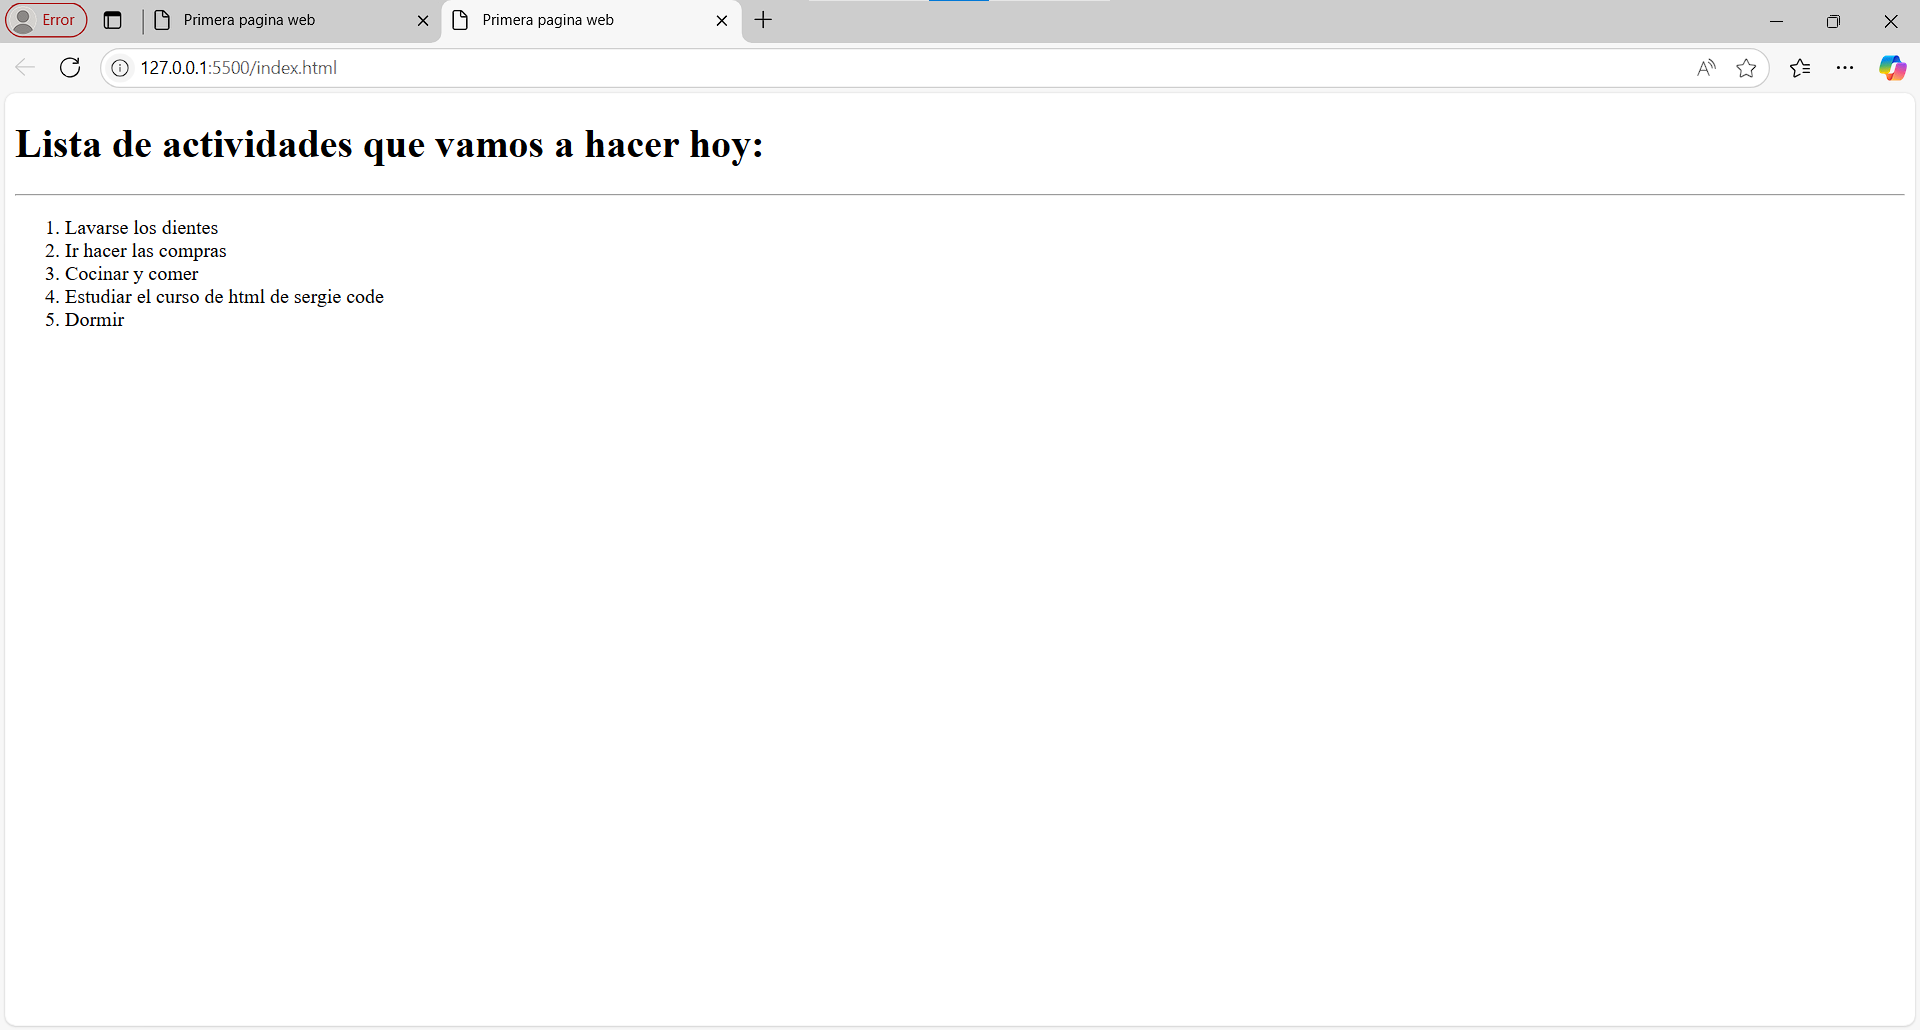 Error
Primera pagina web
Primera pagina web
127.0.0.1:5500/index.html
Lista de actividades que vamos a hacer hoy:
1. Lavarse los dientes
2. Ir hacer las compras
3. Cocinar y comer
4. Estudiar el curso de html de sergie code
5. Dormir